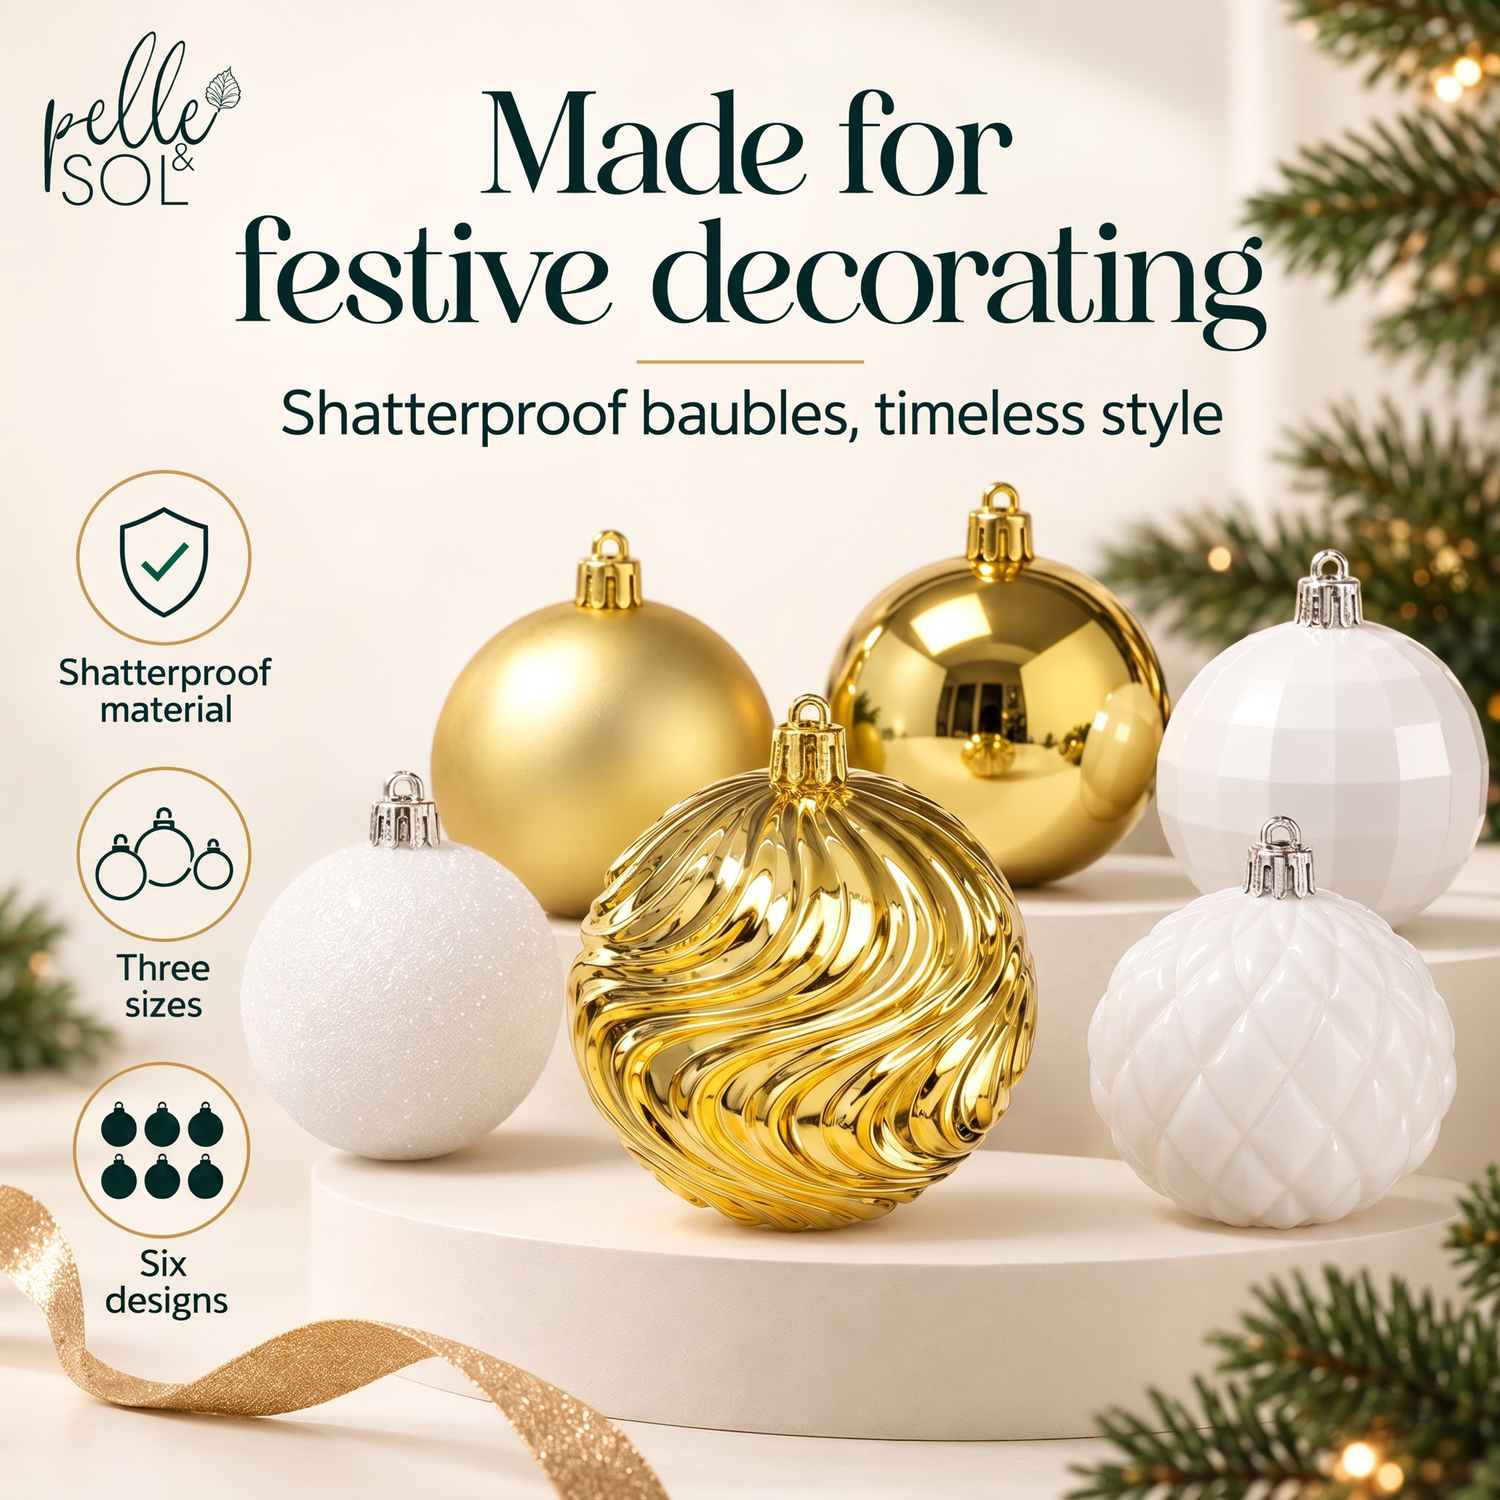 pelle
& SOL
Made for
festive decorating
Shatterproof baubles, timeless style
Shatterproof
material
Three
sizes
Six
designs